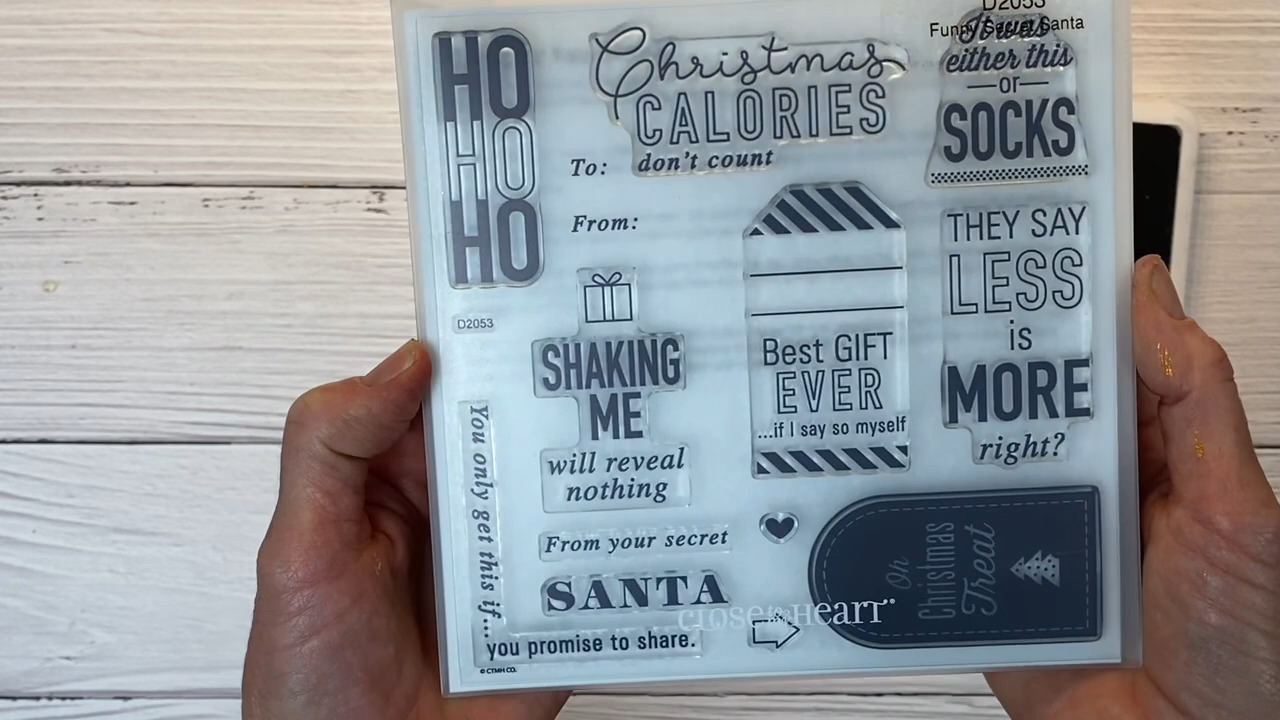 D2053
Funny Secret Santa
HO
HO
HO
Christmas
CALORIES
don't count
It was
either this
or
SOCKS
To:
From:
D2053
SHAKING
ME
will reveal
nothing
Best GIFT
EVER
...if I say so myself
THEY SAY
LESS
is
MORE
right?
You only get this if...
you promise to share.
From your secret
SANTA
Oh
Christmas
Treat
CLOSE TO MY HEART®
© CTMH CO.